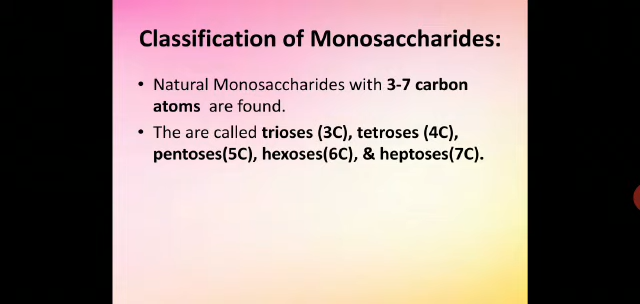 Classification of Monosaccharides:
• Natural Monosaccharides with 3-7 carbon
atoms are found.
• The are called trioses (3C), tetroses (4C),
pentoses(5C), hexoses(6C), & heptoses(7C).